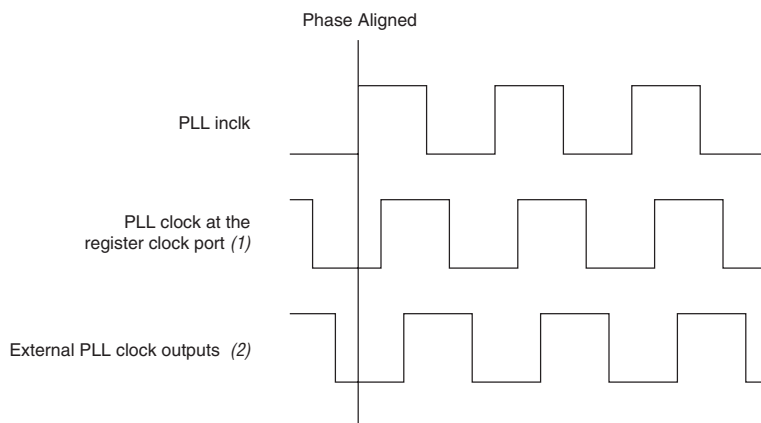 Phase Aligned
PLL inclk
PLL clock at the
register clock port (1)
External PLL clock outputs (2)